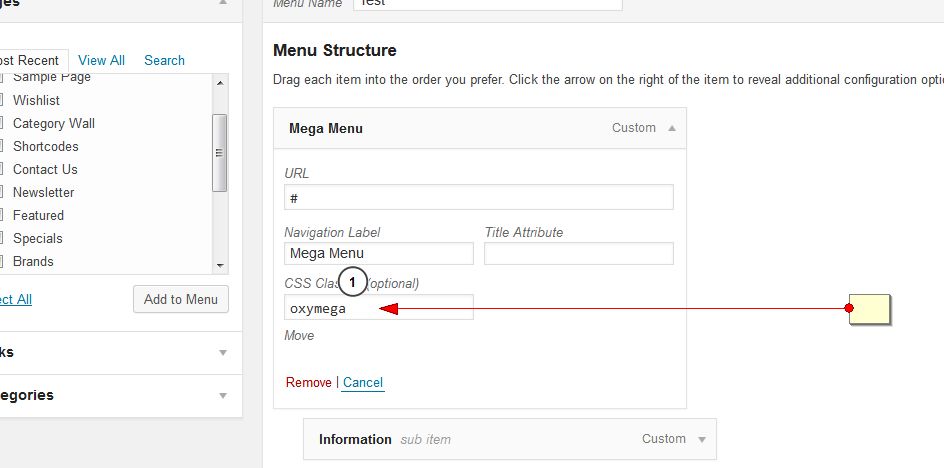 Menu Name Test
Most Recent View All Search
Sample Page
Wishlist
Category Wall
Shortcodes
Contact Us
Newsletter
Featured
Specials
Brands
ect All Add to Menu
ks
egories
Menu Structure
Drag each item into the order you prefer. Click the arrow on the right of the item to reveal additional configuration opti
Mega Menu Custom
URL
#
Navigation Label Title Attribute
Mega Menu
CSS Clas (optional)
1
oxymega
Move
Remove | Cancel
Information sub item Custom